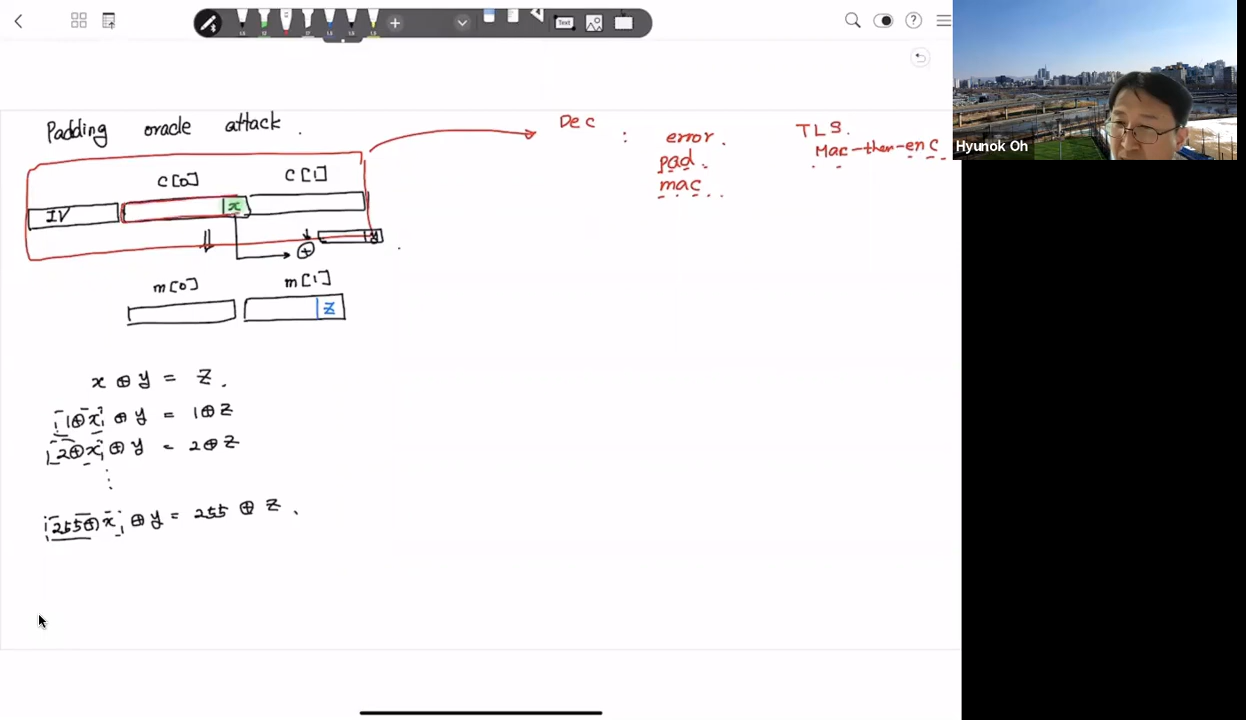 Text
Hyunok Oh
Padding oracle attack.
Dec : error.
pad.
mac
TLS.
Mac-then-enc
C[0] C[1]
IV x
y
m[0] m[1]
z
x ⊕ y = z.
1⊕x ⊕ y = 1⊕z
2⊕x ⊕ y = 2⊕z
⋮
255⊕x ⊕ y = 255 ⊕ z.